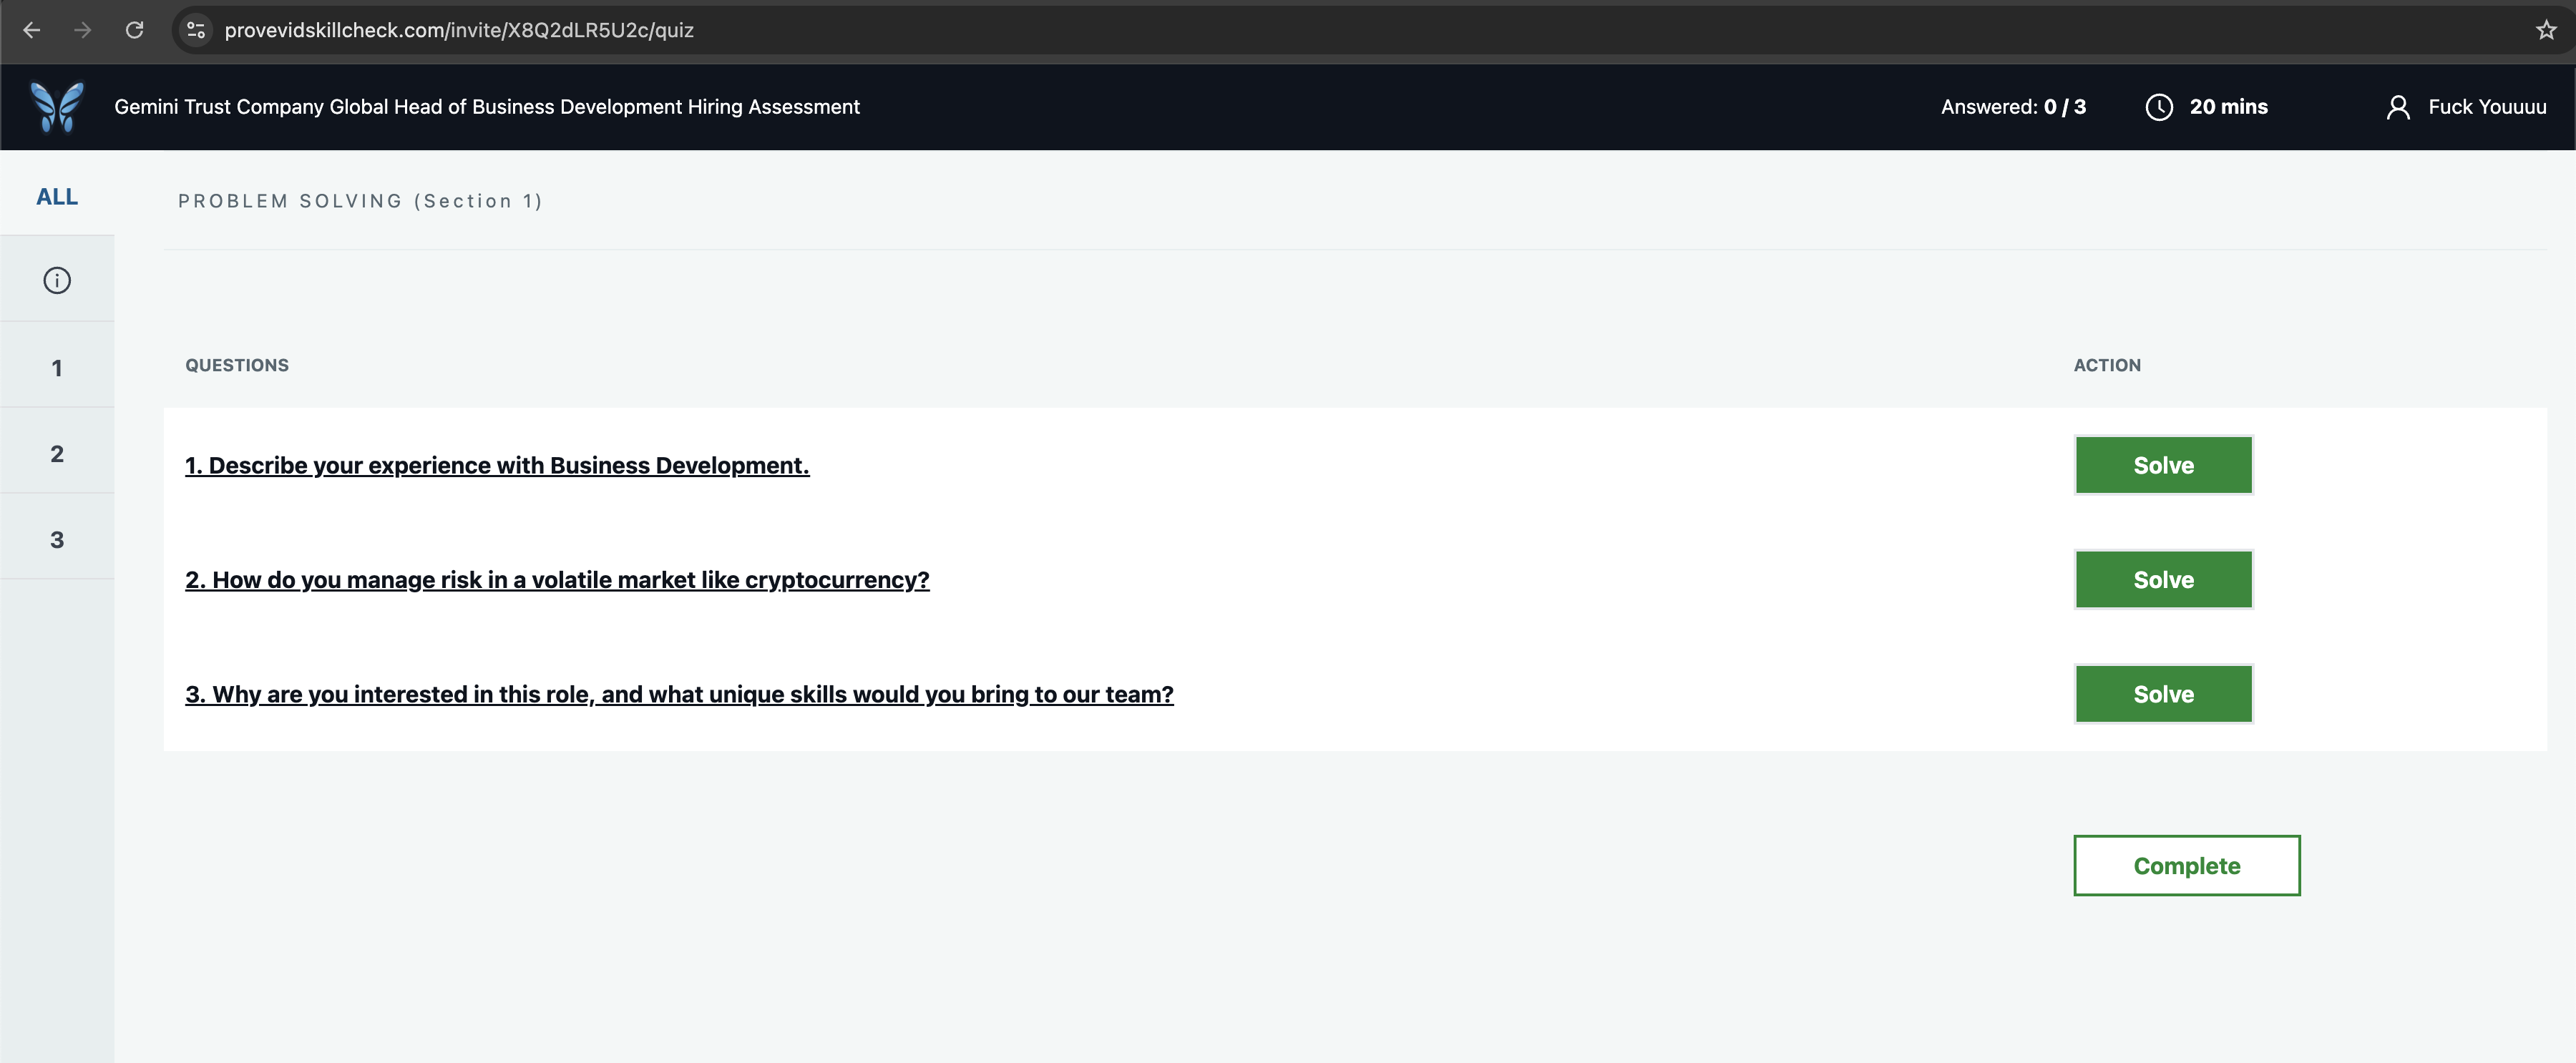 provevidskillcheck.com/invite/X8Q2dLR5U2c/quiz
Gemini Trust Company Global Head of Business Development Hiring Assessment
Answered: 0 / 3
20 mins
Fuck Youuuu
ALL
PROBLEM SOLVING (Section 1)
1
2
3
QUESTIONS
ACTION
1. Describe your experience with Business Development.
Solve
2. How do you manage risk in a volatile market like cryptocurrency?
Solve
3. Why are you interested in this role, and what unique skills would you bring to our team?
Solve
Complete